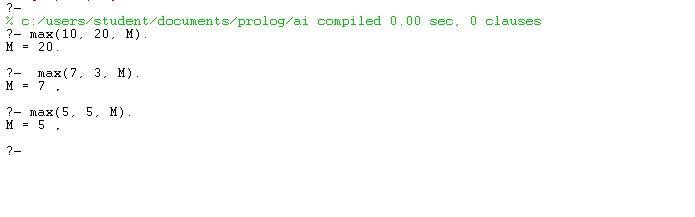 ?-
% c:/users/student/documents/prolog/ai compiled 0.00 sec, 0 clauses
?- max(10, 20, M).
M = 20.
?-  max(7, 3, M).
M = 7 .
?- max(5, 5, M).
M = 5 .
?-